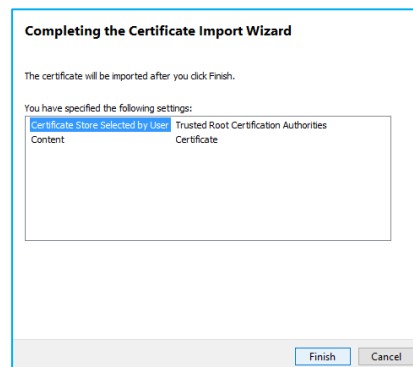 Completing the Certificate Import Wizard
The certificate will be imported after you click Finish.
You have specified the following settings:
Certificate Store Selected by User Trusted Root Certification Authorities
Content Certificate
Finish Cancel